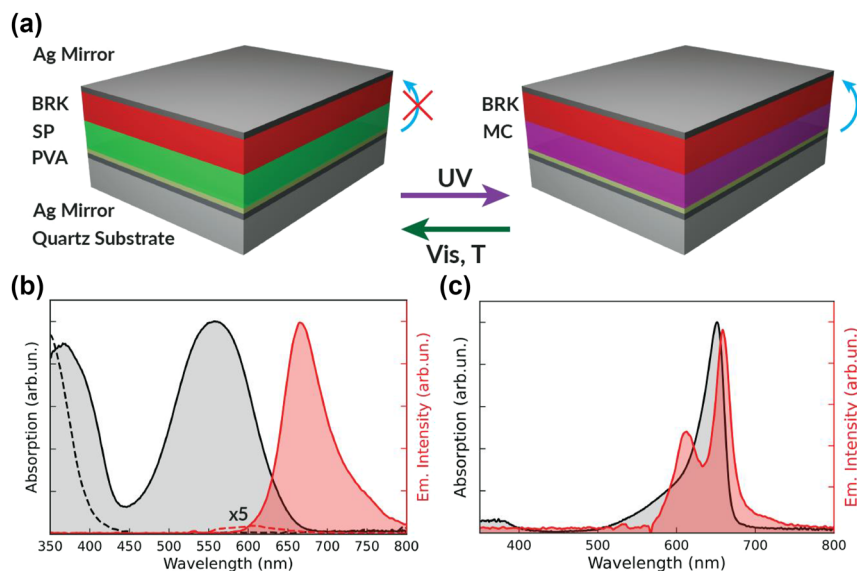 (a)
Ag Mirror
BRK
SP
PVA
Ag Mirror
Quartz Substrate
UV
Vis, T
BRK
MC
(b)
Absorption (arb.un.)
x5
Em. Intensity (arb.un.)
350 400 450 500 550 600 650 700 750 800
Wavelength (nm)
(c)
Absorption (arb.un.)
Em. Intensity (arb.un.)
400 500 600 700 800
Wavelength (nm)